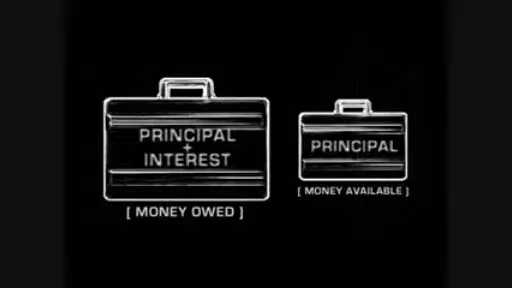 PRINCIPAL
+
INTEREST
[ MONEY OWED ]
PRINCIPAL
[ MONEY AVAILABLE ]